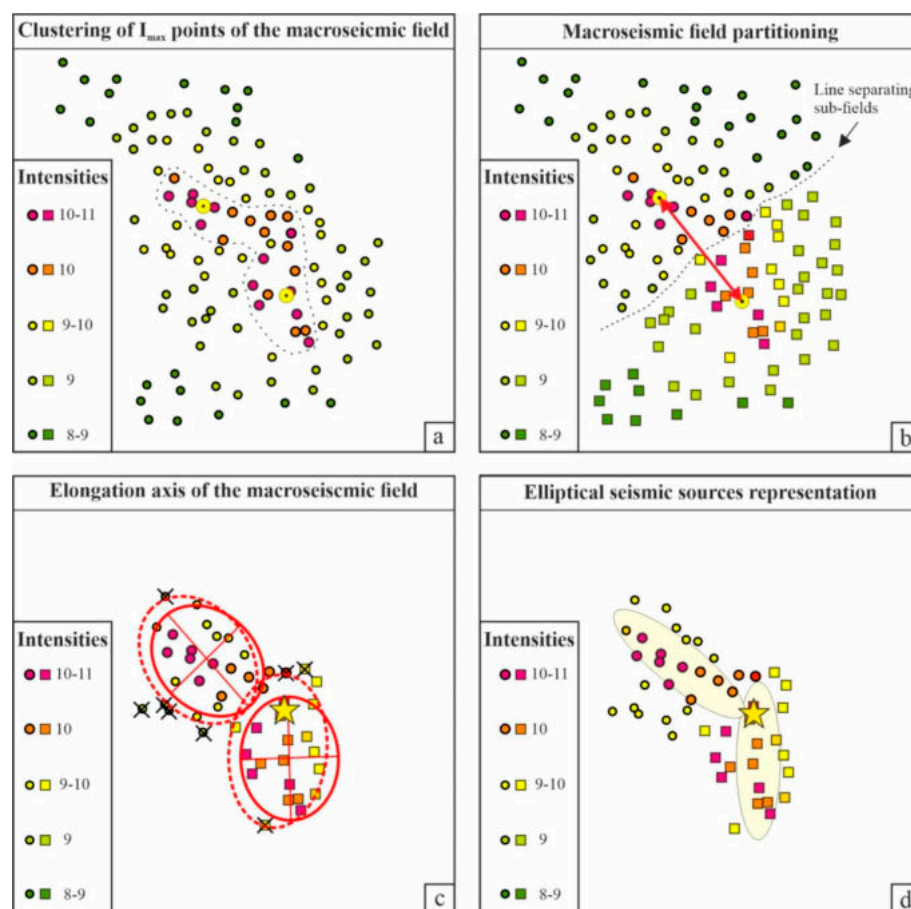 Clustering of Imax points of the macroseicmic field
Intensities
10-11
10
9-10
9
8-9
a
Macroseismic field partitioning
Line separating
sub-fields
Intensities
10-11
10
9-10
9
8-9
b
Elongation axis of the macroseiscmic field
Intensities
10-11
10
9-10
9
8-9
c
Elliptical seismic sources representation
Intensities
10-11
10
9-10
9
8-9
d